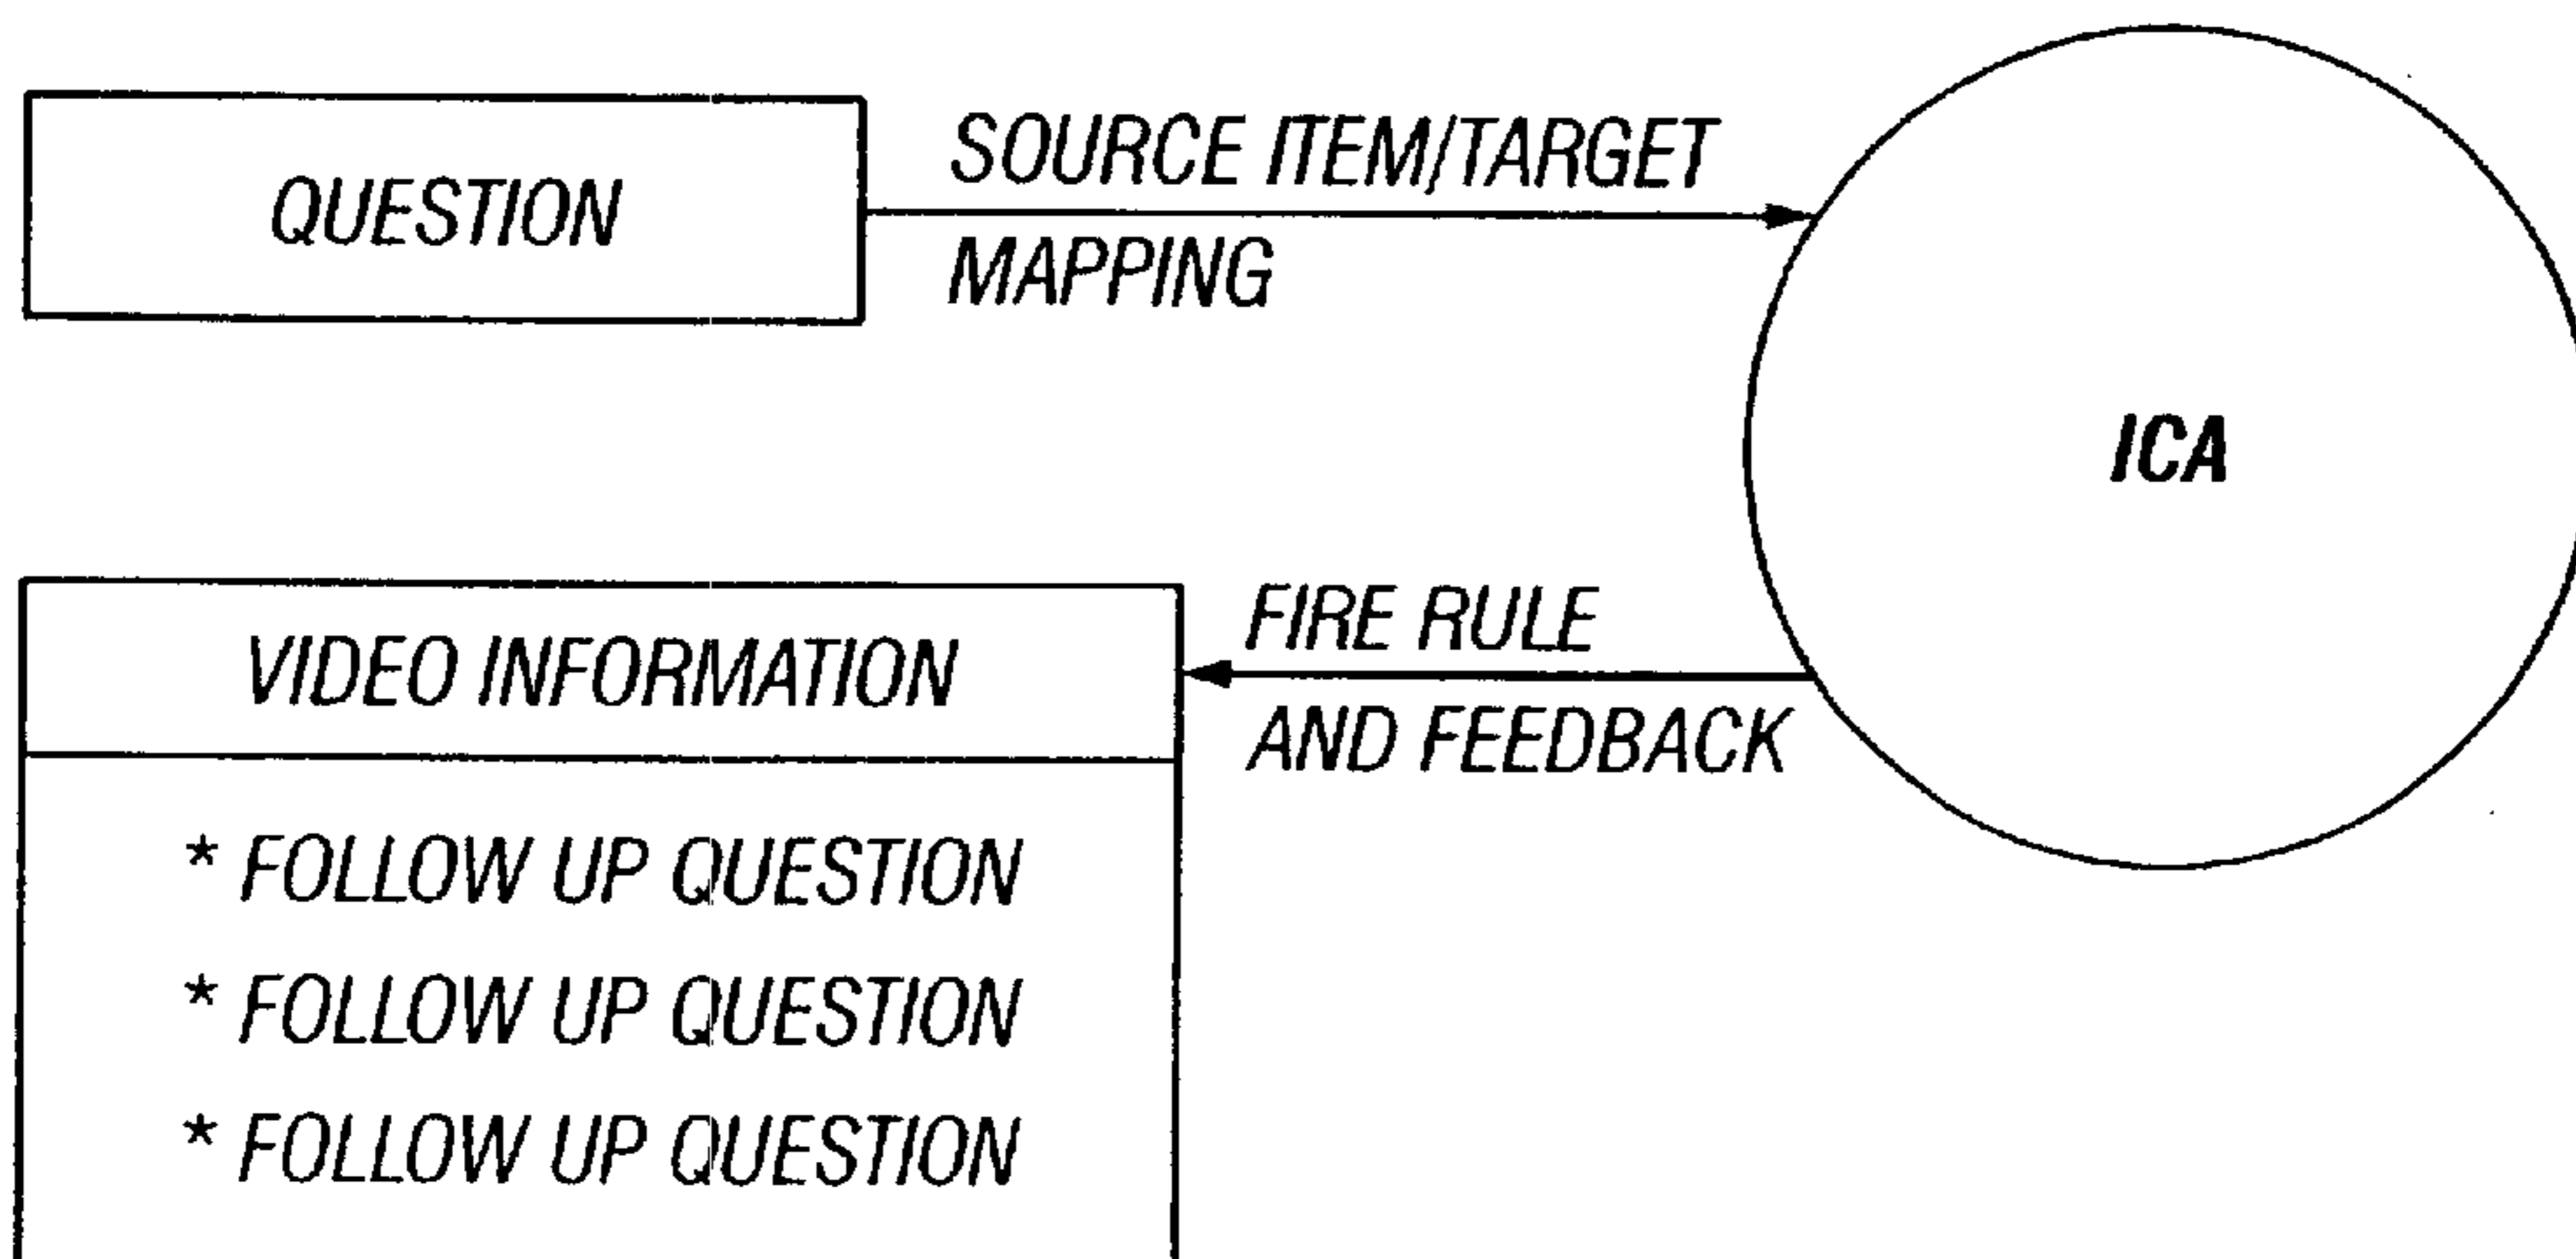 QUESTION
SOURCE ITEM/TARGET
MAPPING
ICA
VIDEO INFORMATION
FIRE RULE
AND FEEDBACK
* FOLLOW UP QUESTION
* FOLLOW UP QUESTION
* FOLLOW UP QUESTION